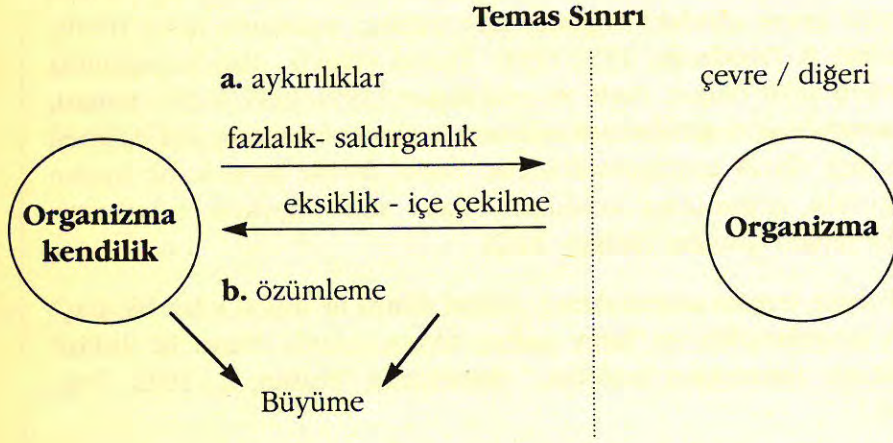 Temas Sınırı
a. aykırılıklar
çevre / diğeri
fazlalık- saldırganlık
eksiklik - içe çekilme
Organizma
kendilik
Organizma
b. özümleme
Büyüme